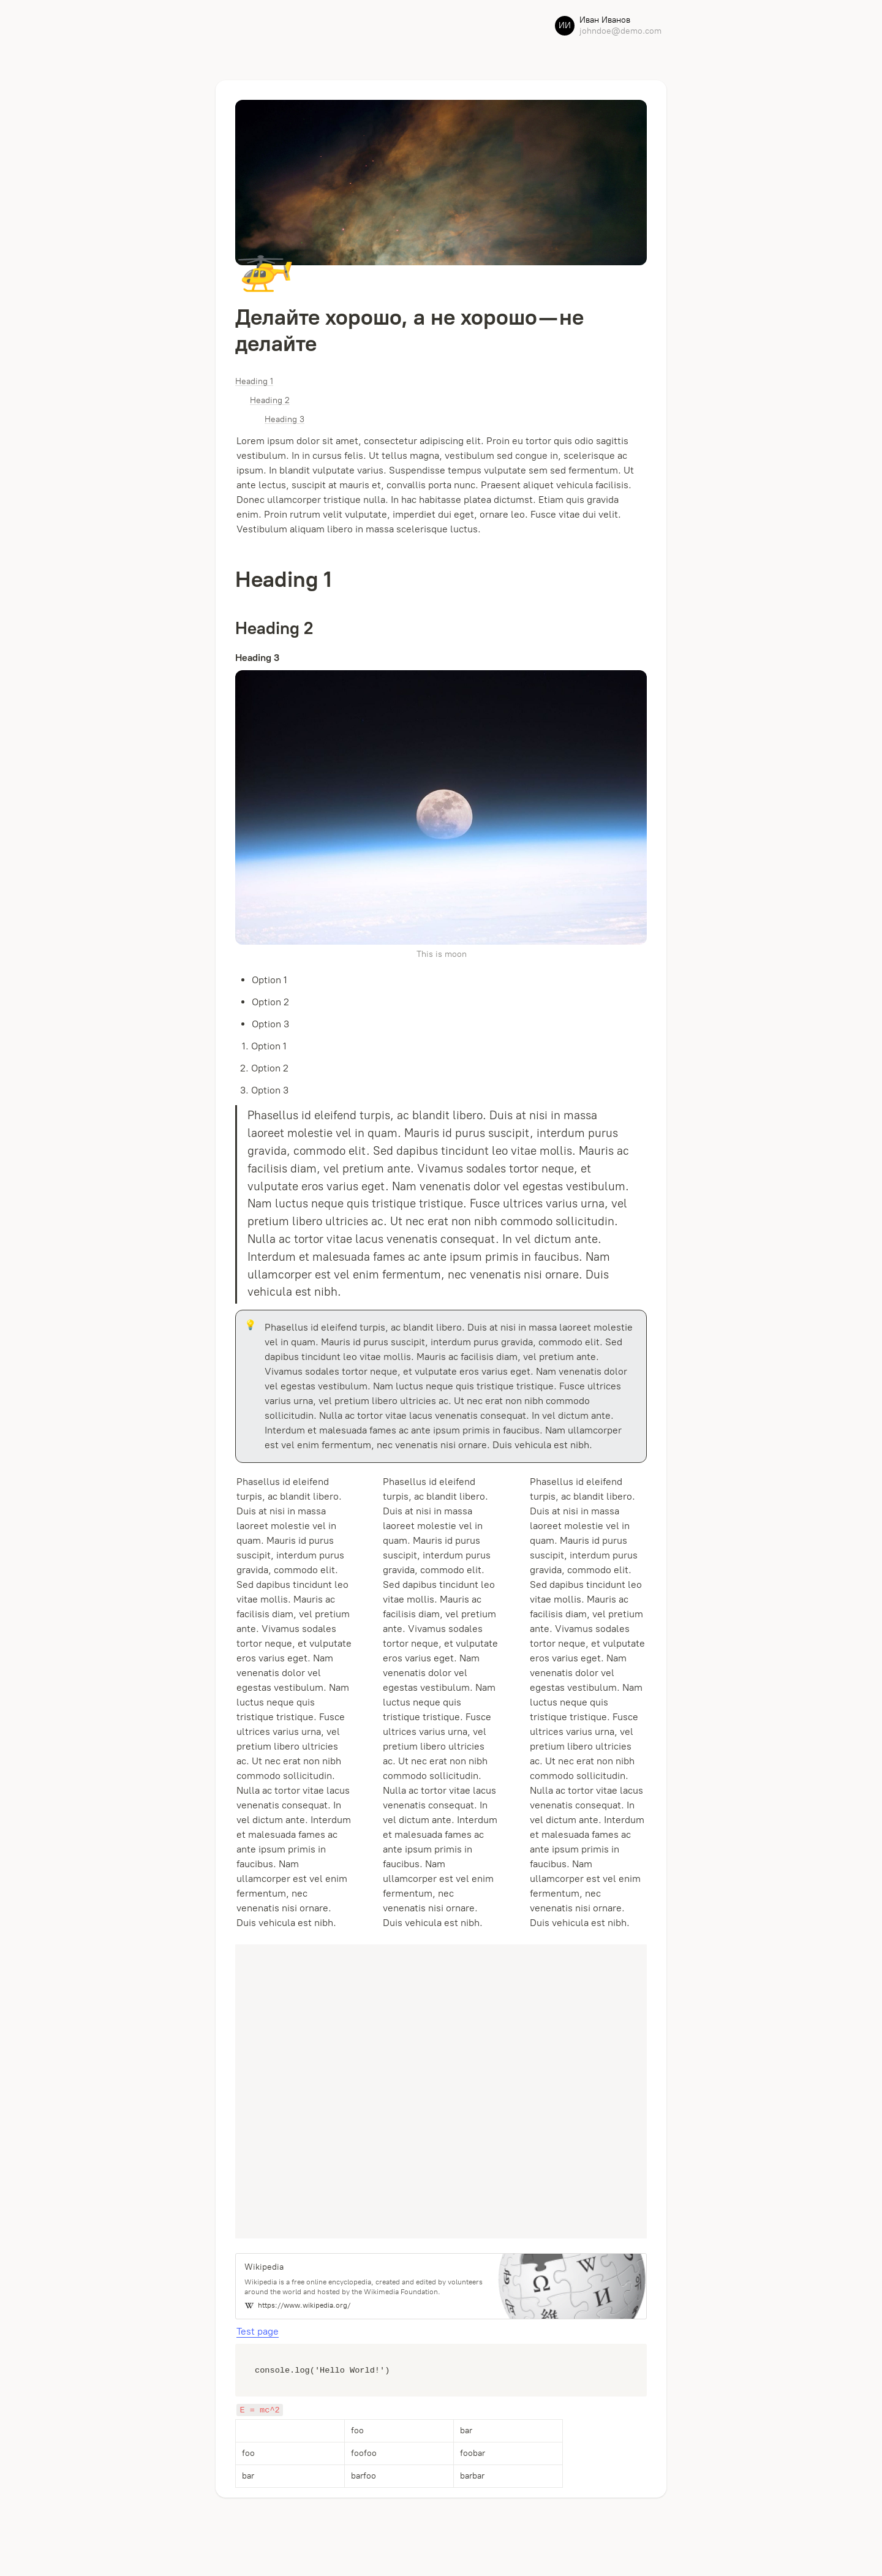 ИИ
Иван Иванов
johndoe@demo.com
Делайте хорошо, а не хорошо — не
делайте
Heading 1
Heading 2
Heading 3
Lorem ipsum dolor sit amet, consectetur adipiscing elit. Proin eu tortor quis odio sagittis
vestibulum. In in cursus felis. Ut tellus magna, vestibulum sed congue in, scelerisque ac
ipsum. In blandit vulputate varius. Suspendisse tempus vulputate sem sed fermentum. Ut
ante lectus, suscipit at mauris et, convallis porta nunc. Praesent aliquet vehicula facilisis.
Donec ullamcorper tristique nulla. In hac habitasse platea dictumst. Etiam quis gravida
enim. Proin rutrum velit vulputate, imperdiet dui eget, ornare leo. Fusce vitae dui velit.
Vestibulum aliquam libero in massa scelerisque luctus.
Heading 1
Heading 2
Heading 3
This is moon
• Option 1
• Option 2
• Option 3
1. Option 1
2. Option 2
3. Option 3
Phasellus id eleifend turpis, ac blandit libero. Duis at nisi in massa
laoreet molestie vel in quam. Mauris id purus suscipit, interdum purus
gravida, commodo elit. Sed dapibus tincidunt leo vitae mollis. Mauris ac
facilisis diam, vel pretium ante. Vivamus sodales tortor neque, et
vulputate eros varius eget. Nam venenatis dolor vel egestas vestibulum.
Nam luctus neque quis tristique tristique. Fusce ultrices varius urna, vel
pretium libero ultricies ac. Ut nec erat non nibh commodo sollicitudin.
Nulla ac tortor vitae lacus venenatis consequat. In vel dictum ante.
Interdum et malesuada fames ac ante ipsum primis in faucibus. Nam
ullamcorper est vel enim fermentum, nec venenatis nisi ornare. Duis
vehicula est nibh.
Phasellus id eleifend turpis, ac blandit libero. Duis at nisi in massa laoreet molestie
vel in quam. Mauris id purus suscipit, interdum purus gravida, commodo elit. Sed
dapibus tincidunt leo vitae mollis. Mauris ac facilisis diam, vel pretium ante.
Vivamus sodales tortor neque, et vulputate eros varius eget. Nam venenatis dolor
vel egestas vestibulum. Nam luctus neque quis tristique tristique. Fusce ultrices
varius urna, vel pretium libero ultricies ac. Ut nec erat non nibh commodo
sollicitudin. Nulla ac tortor vitae lacus venenatis consequat. In vel dictum ante.
Interdum et malesuada fames ac ante ipsum primis in faucibus. Nam ullamcorper
est vel enim fermentum, nec venenatis nisi ornare. Duis vehicula est nibh.
Phasellus id eleifend
turpis, ac blandit libero.
Duis at nisi in massa
laoreet molestie vel in
quam. Mauris id purus
suscipit, interdum purus
gravida, commodo elit.
Sed dapibus tincidunt leo
vitae mollis. Mauris ac
facilisis diam, vel pretium
ante. Vivamus sodales
tortor neque, et vulputate
eros varius eget. Nam
venenatis dolor vel
egestas vestibulum. Nam
luctus neque quis
tristique tristique. Fusce
ultrices varius urna, vel
pretium libero ultricies
ac. Ut nec erat non nibh
commodo sollicitudin.
Nulla ac tortor vitae lacus
venenatis consequat. In
vel dictum ante. Interdum
et malesuada fames ac
ante ipsum primis in
faucibus. Nam
ullamcorper est vel enim
fermentum, nec
venenatis nisi ornare.
Duis vehicula est nibh.
Phasellus id eleifend
turpis, ac blandit libero.
Duis at nisi in massa
laoreet molestie vel in
quam. Mauris id purus
suscipit, interdum purus
gravida, commodo elit.
Sed dapibus tincidunt leo
vitae mollis. Mauris ac
facilisis diam, vel pretium
ante. Vivamus sodales
tortor neque, et vulputate
eros varius eget. Nam
venenatis dolor vel
egestas vestibulum. Nam
luctus neque quis
tristique tristique. Fusce
ultrices varius urna, vel
pretium libero ultricies
ac. Ut nec erat non nibh
commodo sollicitudin.
Nulla ac tortor vitae lacus
venenatis consequat. In
vel dictum ante. Interdum
et malesuada fames ac
ante ipsum primis in
faucibus. Nam
ullamcorper est vel enim
fermentum, nec
venenatis nisi ornare.
Duis vehicula est nibh.
Phasellus id eleifend
turpis, ac blandit libero.
Duis at nisi in massa
laoreet molestie vel in
quam. Mauris id purus
suscipit, interdum purus
gravida, commodo elit.
Sed dapibus tincidunt leo
vitae mollis. Mauris ac
facilisis diam, vel pretium
ante. Vivamus sodales
tortor neque, et vulputate
eros varius eget. Nam
venenatis dolor vel
egestas vestibulum. Nam
luctus neque quis
tristique tristique. Fusce
ultrices varius urna, vel
pretium libero ultricies
ac. Ut nec erat non nibh
commodo sollicitudin.
Nulla ac tortor vitae lacus
venenatis consequat. In
vel dictum ante. Interdum
et malesuada fames ac
ante ipsum primis in
faucibus. Nam
ullamcorper est vel enim
fermentum, nec
venenatis nisi ornare.
Duis vehicula est nibh.
Wikipedia
Wikipedia is a free online encyclopedia, created and edited by volunteers
around the world and hosted by the Wikimedia Foundation.
W https://www.wikipedia.org/
Ω W И 維
Test page
console.log('Hello World!')
E = mc^2
foo bar
foo foofoo foobar
bar barfoo barbar